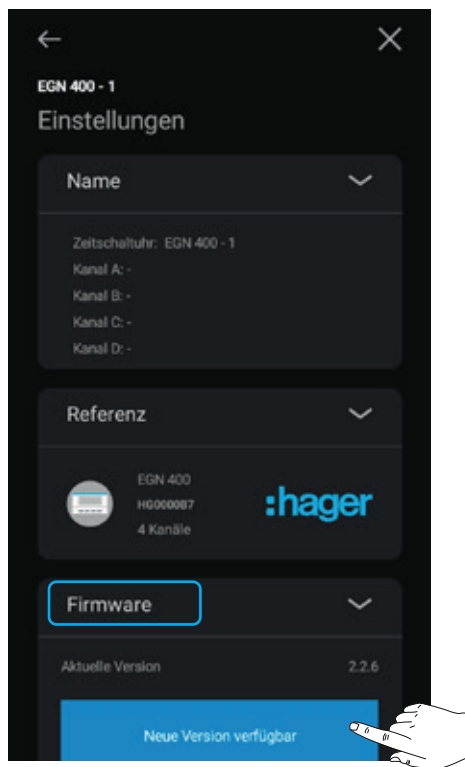 EGN 400 - 1
Einstellungen
Name
Zeitschaltuhr: EGN 400 - 1
Kanal A: -
Kanal B: -
Kanal C: -
Kanal D: -
Referenz
EGN 400
HG000087
4 Kanäle
:hager
Firmware
Aktuelle Version
2.2.6
Neue Version verfügbar